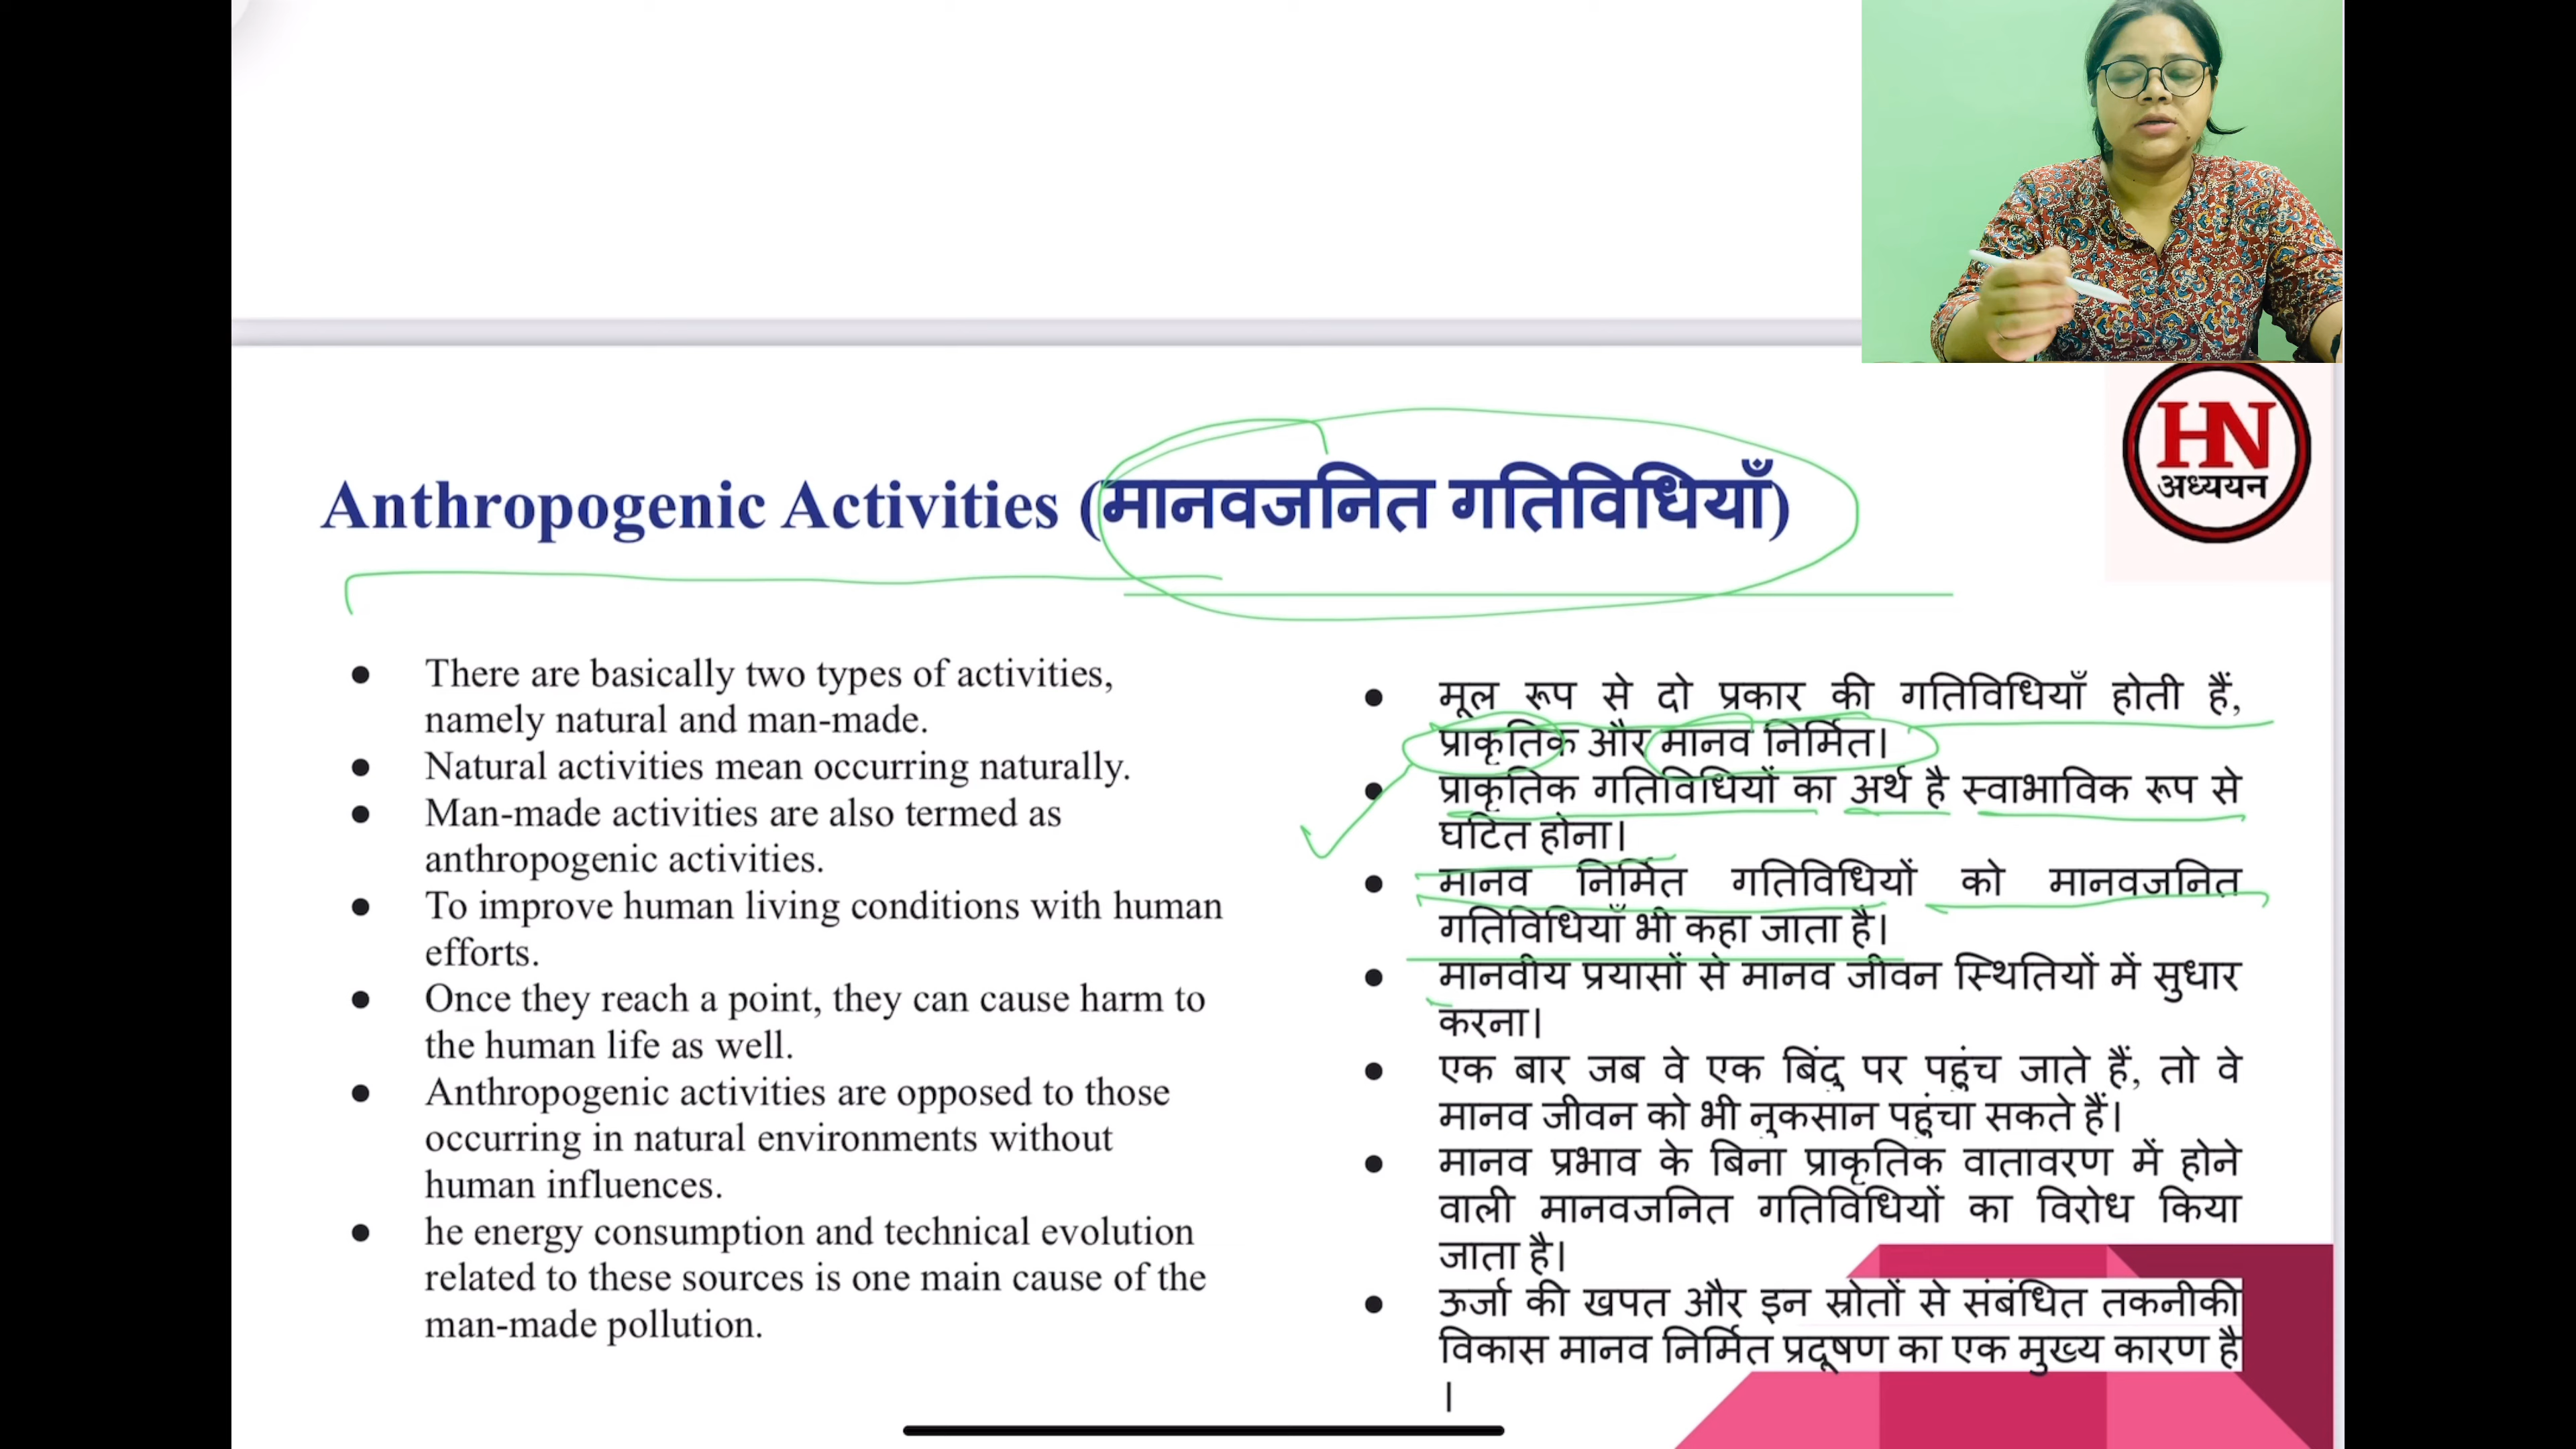 HN
अध्ययन
Anthropogenic Activities (मानवजनित गतिविधियाँ)
● There are basically two types of activities,
namely natural and man-made.
● Natural activities mean occurring naturally.
● Man-made activities are also termed as
anthropogenic activities.
● To improve human living conditions with human
efforts.
● Once they reach a point, they can cause harm to
the human life as well.
● Anthropogenic activities are opposed to those
occurring in natural environments without
human influences.
● he energy consumption and technical evolution
related to these sources is one main cause of the
man-made pollution.
● मूल रूप से दो प्रकार की गतिविधियाँ होती हैं,
प्राकृतिक और मानव निर्मित।
● प्राकृतिक गतिविधियों का अर्थ है स्वाभाविक रूप से
घटित होना।
● मानव निर्मित गतिविधियों को मानवजनित
गतिविधियाँ भी कहा जाता है।
● मानवीय प्रयासों से मानव जीवन स्थितियों में सुधार
करना।
● एक बार जब वे एक बिंदु पर पहुंच जाते हैं, तो वे
मानव जीवन को भी नुकसान पहुंचा सकते हैं।
● मानव प्रभाव के बिना प्राकृतिक वातावरण में होने
वाली मानवजनित गतिविधियों का विरोध किया
जाता है।
● ऊर्जा की खपत और इन स्रोतों से संबंधित तकनीकी
विकास मानव निर्मित प्रदूषण का एक मुख्य कारण है
।